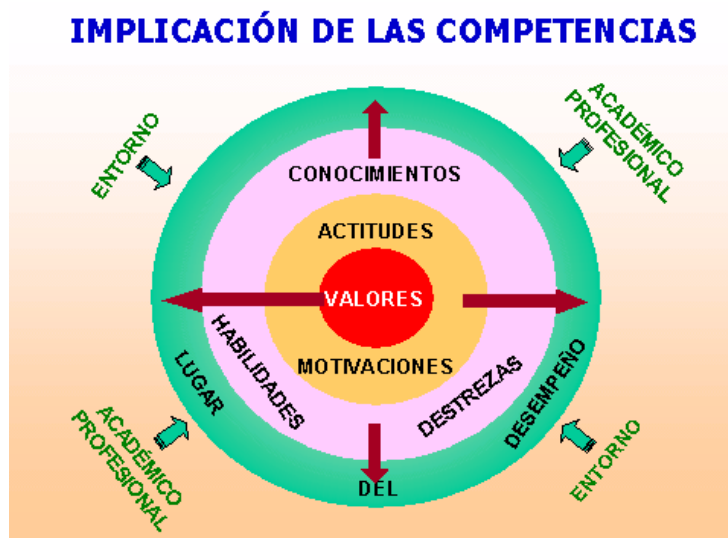 IMPLICACIÓN DE LAS COMPETENCIAS
ENTORNO
ACADÉMICO
PROFESIONAL
CONOCIMIENTOS
ACTITUDES
VALORES
MOTIVACIONES
HABILIDADES
DESTREZAS
LUGAR
DEL
DESEMPEÑO
ACADÉMICO
PROFESIONAL
ENTORNO